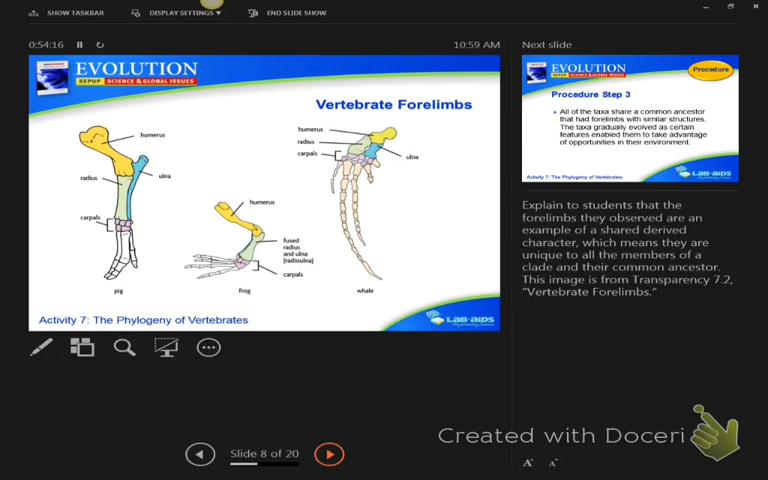 SHOW TASKBAR
DISPLAY SETTINGS ▼
END SLIDE SHOW
0:54:16
10:59 AM
EVOLUTION
SEPUP SCIENCE & GLOBAL ISSUES
Vertebrate Forelimbs
humerus
radius
ulna
carpals
pig
humerus
fused
radius
and ulna
(radioulna)
carpals
frog
humerus
radius
carpals
ulna
whale
Activity 7: The Phylogeny of Vertebrates
LAB-AIDS
Next slide
EVOLUTION
SEPUP SCIENCE & GLOBAL ISSUES
Procedure
Procedure Step 3
All of the taxa share a common ancestor
that had forelimbs with similar structures.
The taxa gradually evolved as certain
features enabled them to take advantage
of opportunities in their environment.
Activity 7: The Phylogeny of Vertebrates
LAB-AIDS
Explain to students that the
forelimbs they observed are an
example of a shared derived
character, which means they are
unique to all the members of a
clade and their common ancestor.
This image is from Transparency 7.2,
“Vertebrate Forelimbs.”
Slide 8 of 20
Created with Doceri
A A